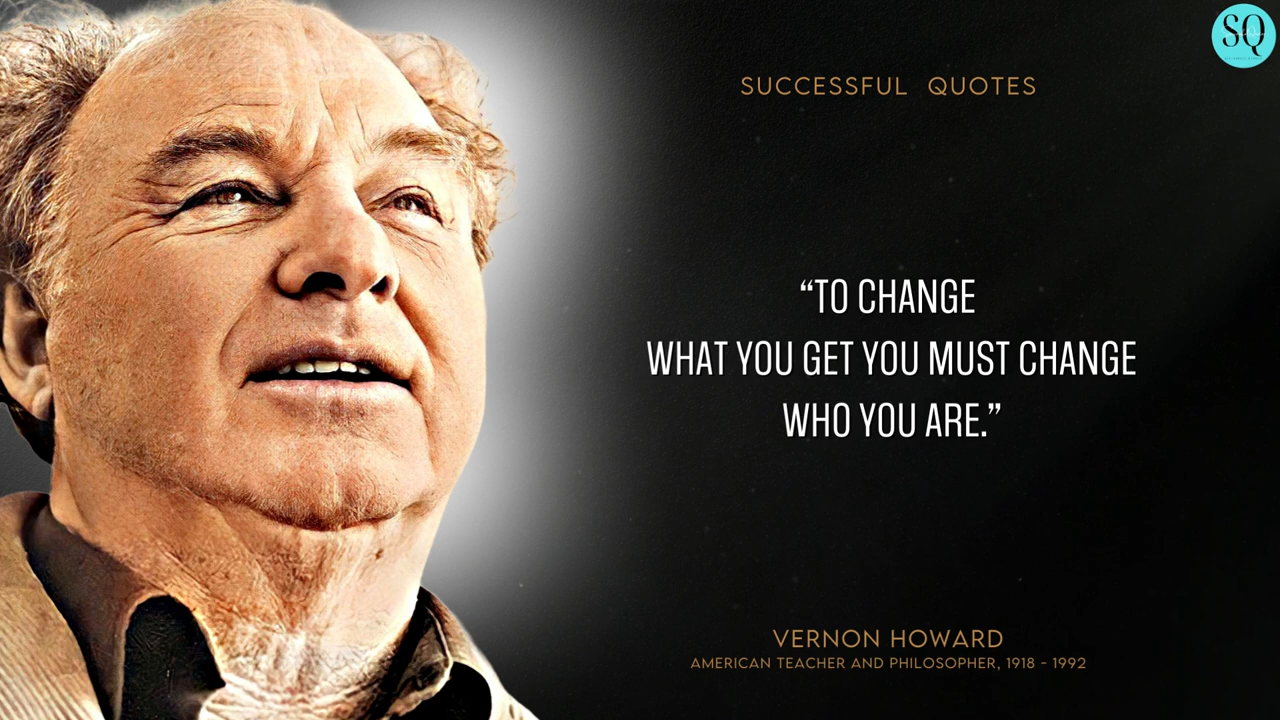 SQ
SUCCESSFUL QUOTES
“TO CHANGE
WHAT YOU GET YOU MUST CHANGE
WHO YOU ARE.”
VERNON HOWARD
AMERICAN TEACHER AND PHILOSOPHER, 1918 - 1992